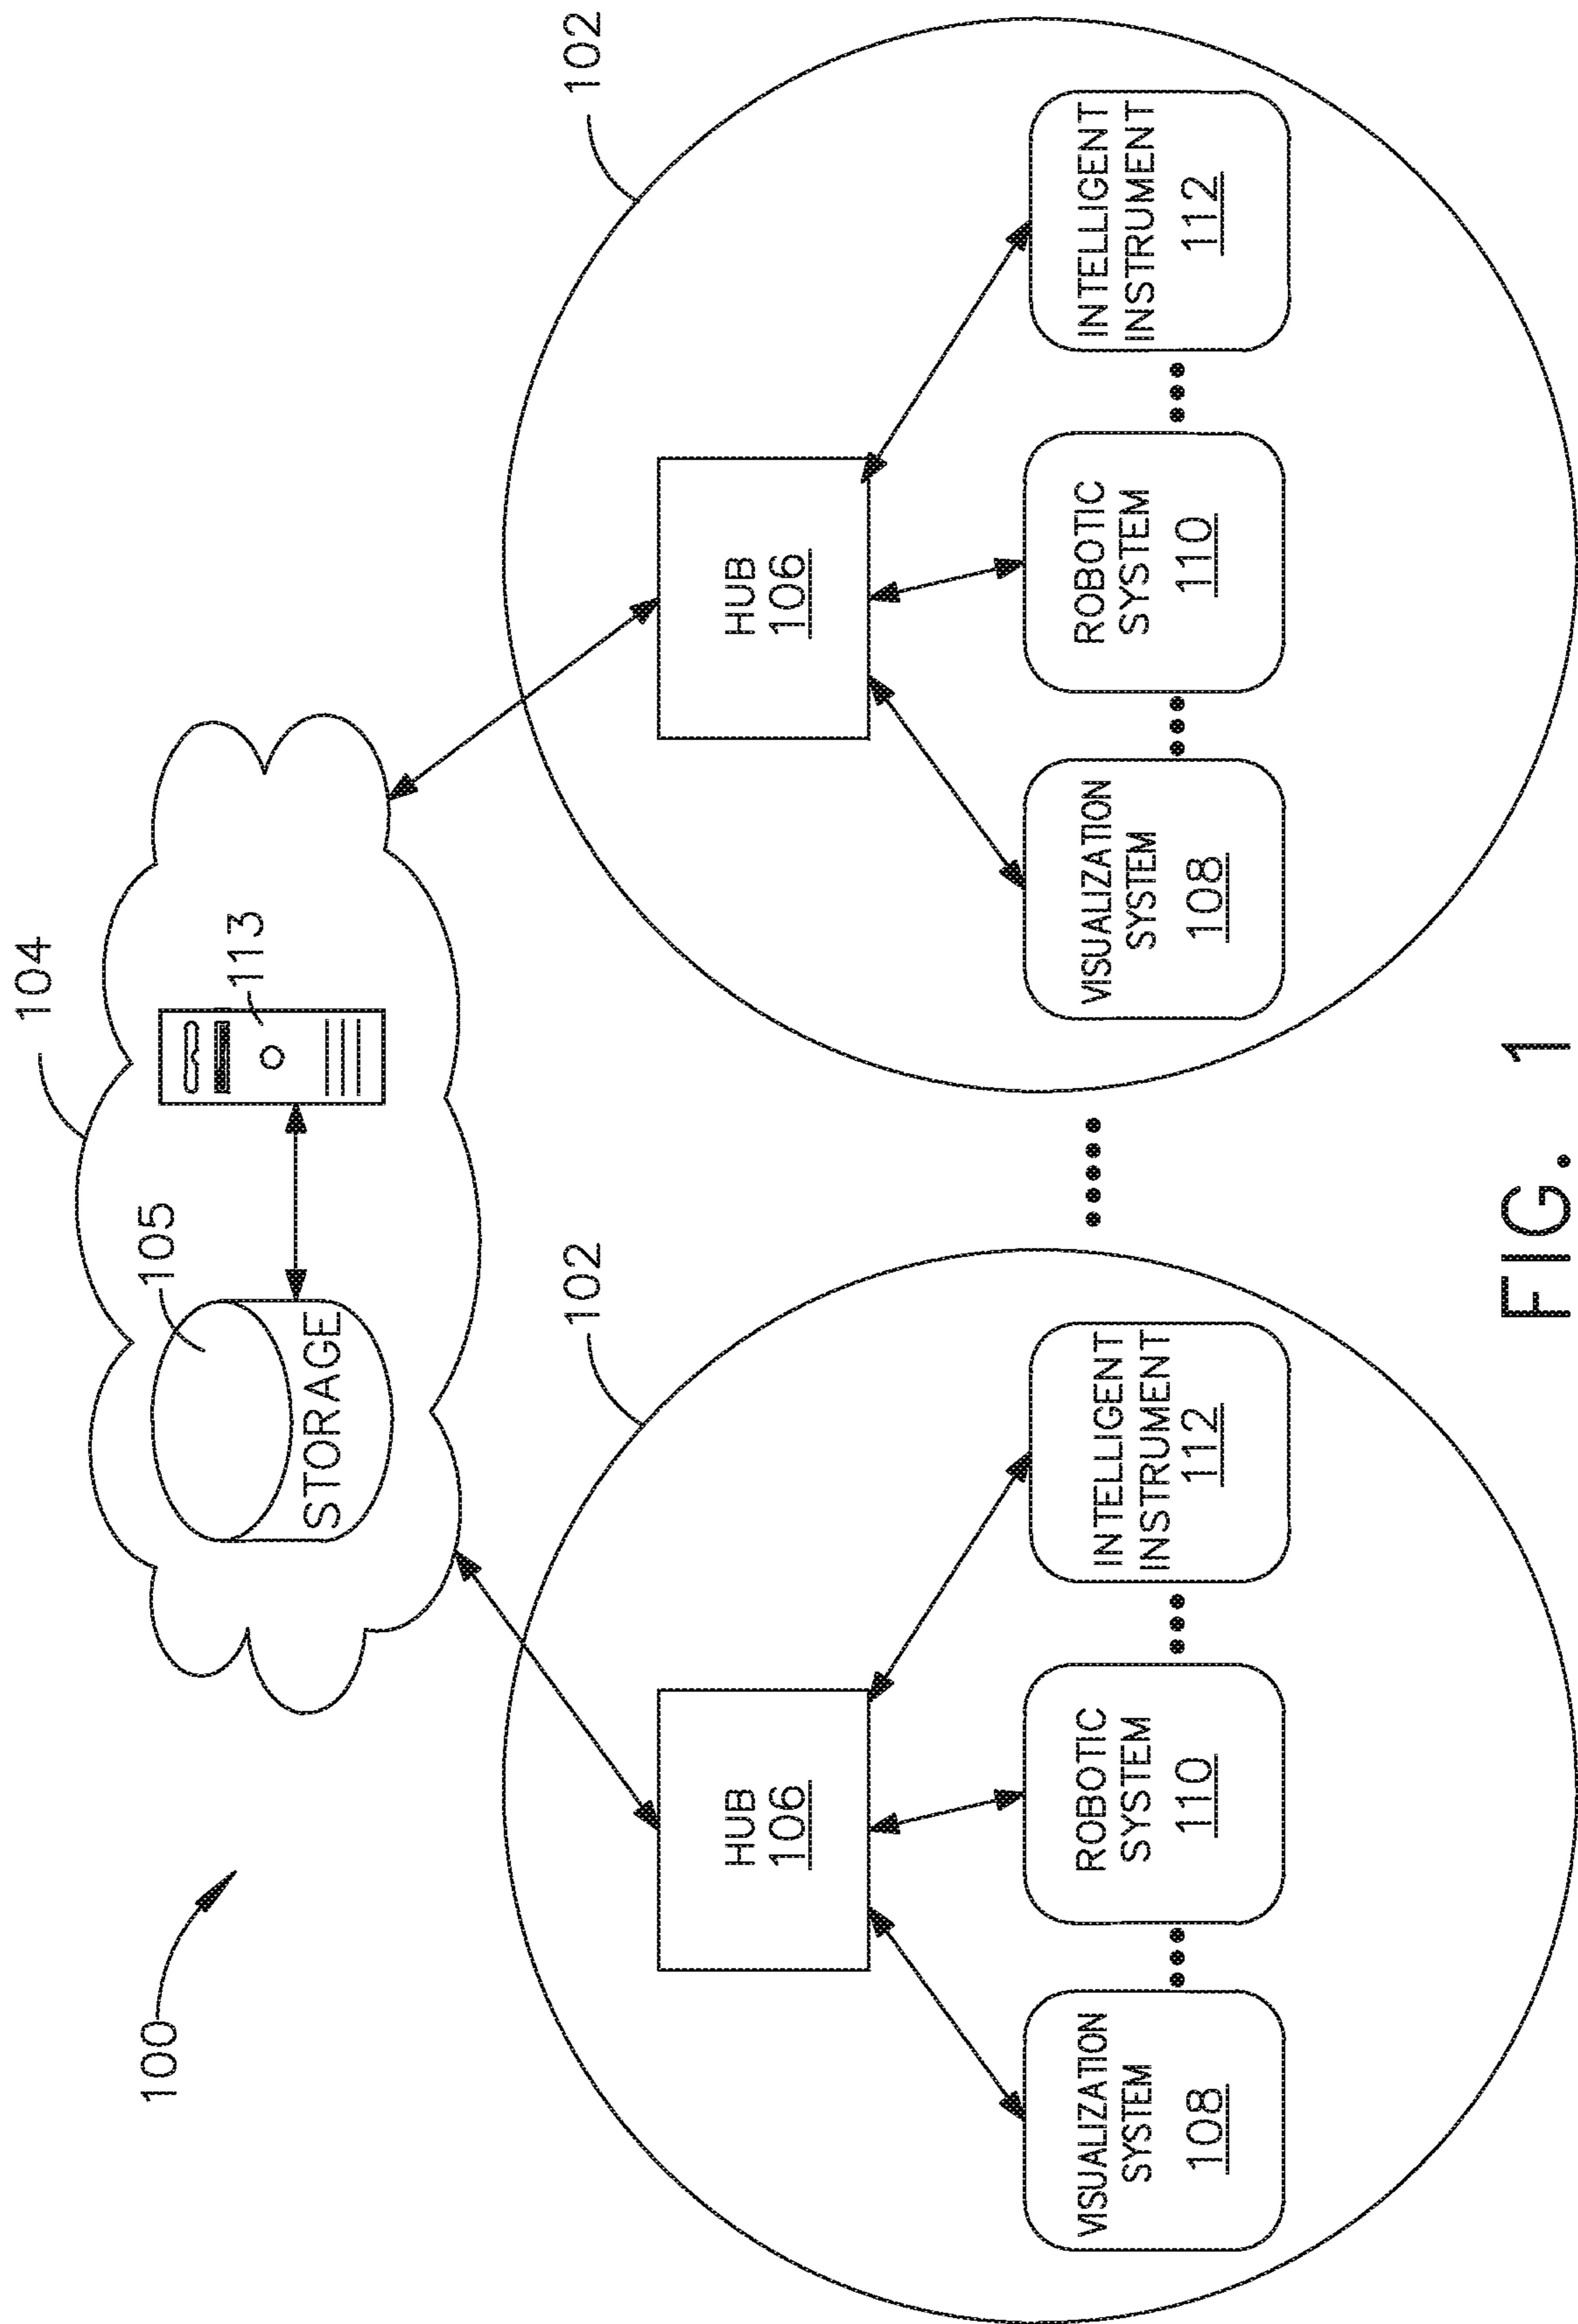 100
104
105
STORAGE
113
102
HUB
106
VISUALIZATION
SYSTEM
108
ROBOTIC
SYSTEM
110
INTELLIGENT
INSTRUMENT
112
102
HUB
106
VISUALIZATION
SYSTEM
108
ROBOTIC
SYSTEM
110
INTELLIGENT
INSTRUMENT
112
FIG. 1